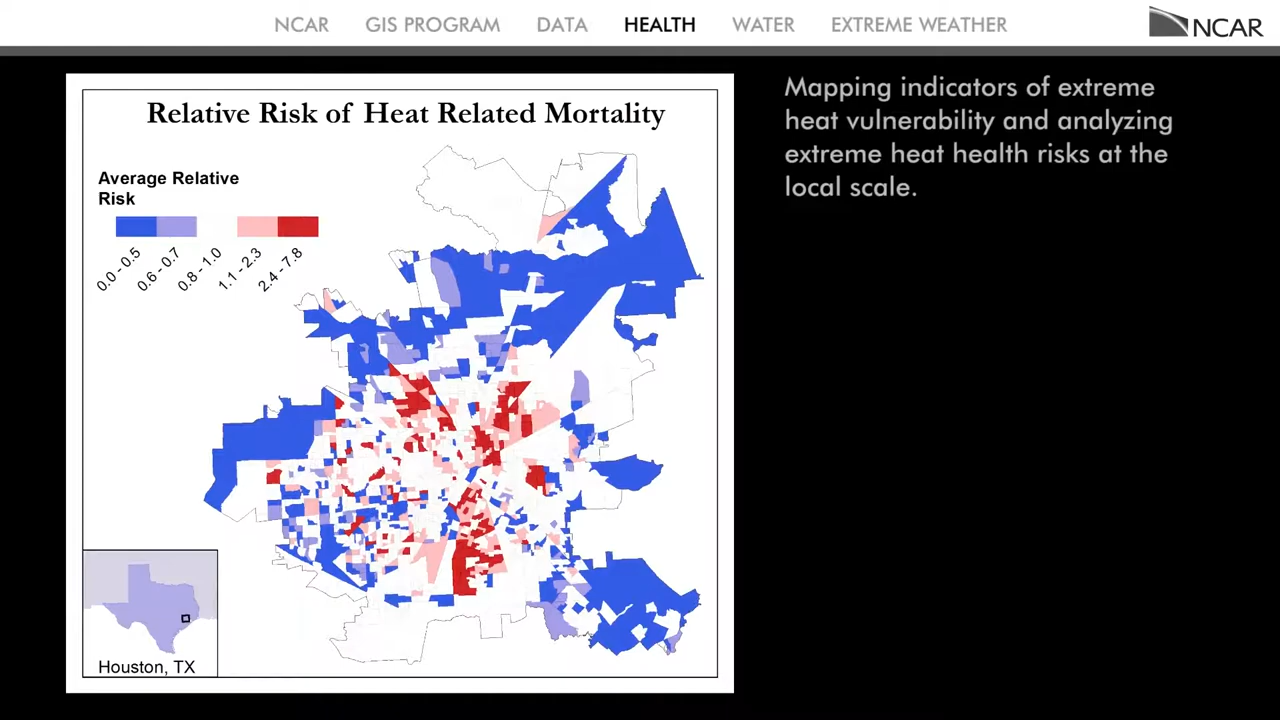 NCAR GIS PROGRAM DATA HEALTH WATER EXTREME WEATHER
NCAR
Relative Risk of Heat Related Mortality
Average Relative
Risk
0.0 - 0.5
0.6 - 0.7
0.8 - 1.0
1.1 - 2.3
2.4 - 7.8
Houston, TX
Mapping indicators of extreme
heat vulnerability and analyzing
extreme heat health risks at the
local scale.